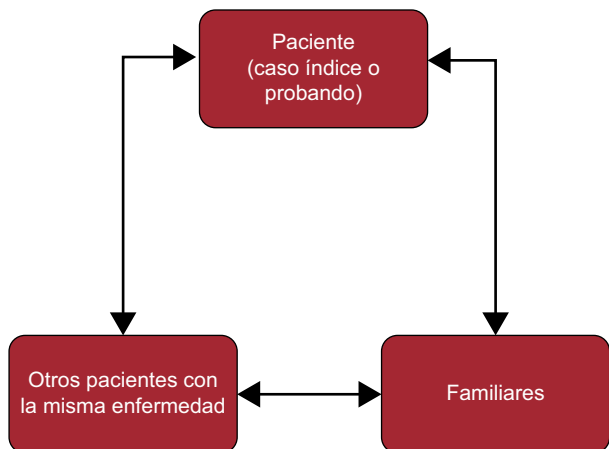 Paciente
(caso índice o
probando)
Otros pacientes con
la misma enfermedad
Familiares